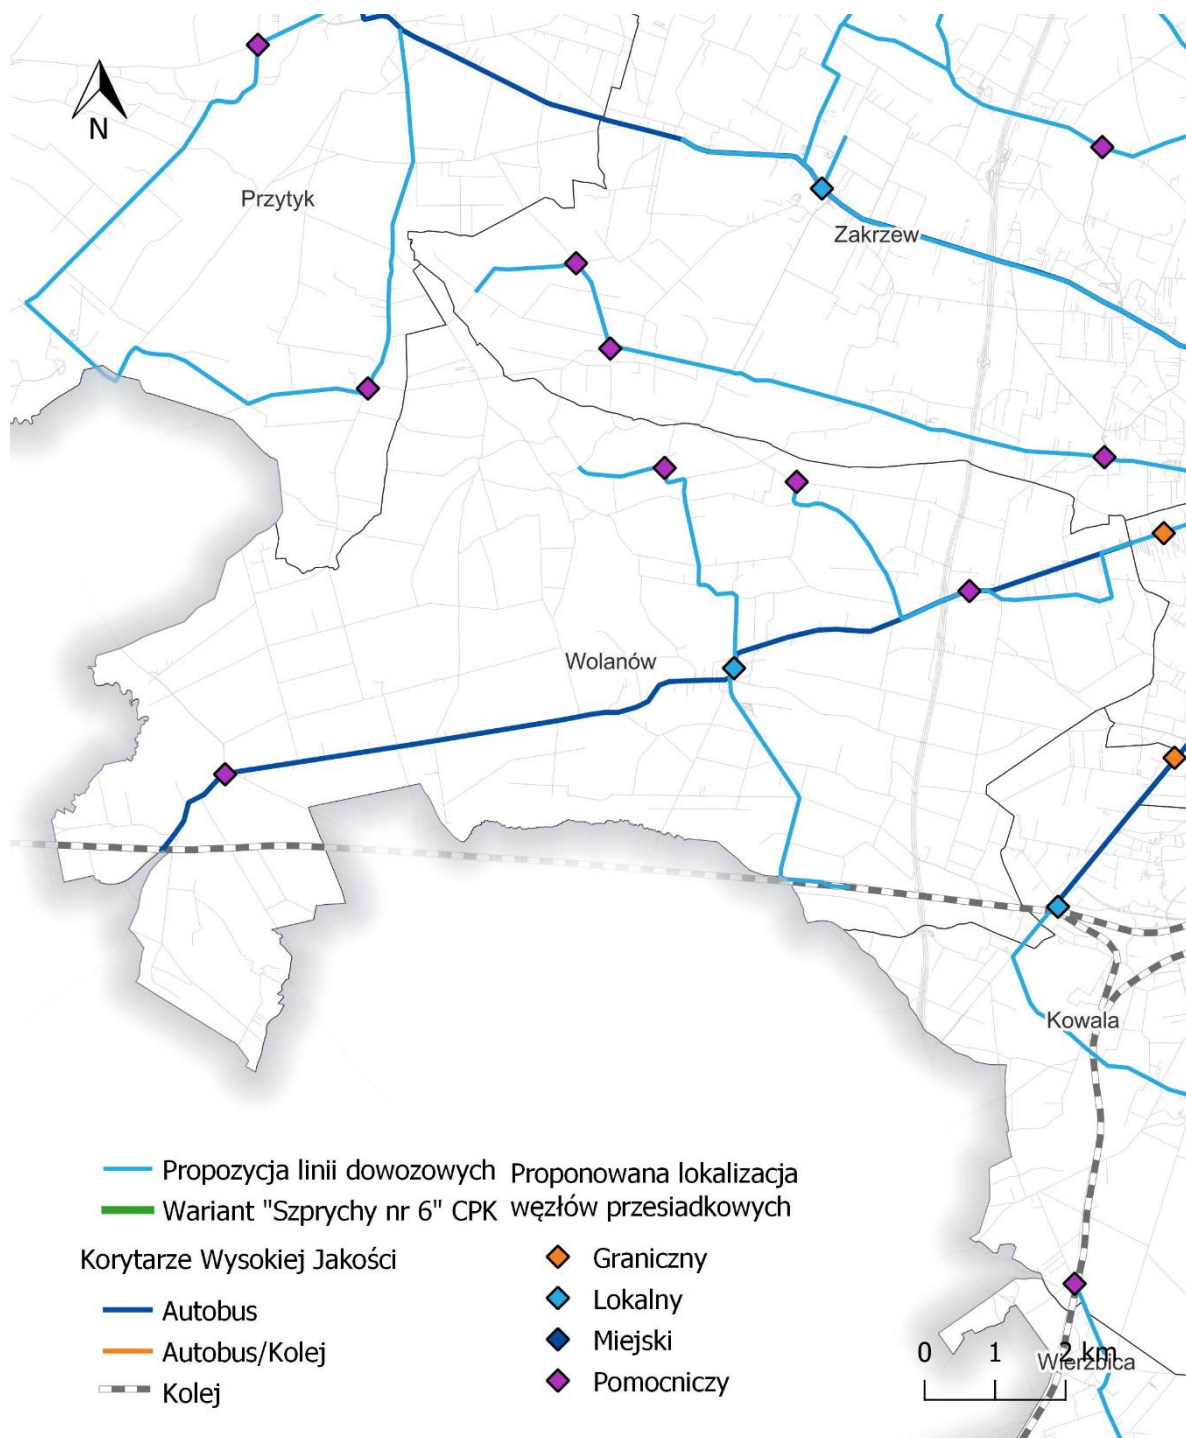 N
Przytyk
Zakrzew
Wolanów
Kowala
Propozycja linii dowozowych
Wariant "Szprychy nr 6" CPK
Korytarze Wysokiej Jakości
Autobus
Autobus/Kolej
Kolej
Proponowana lokalizacja
węzłów przesiadkowych
Graniczny
Lokalny
Miejski
Pomocniczy
0 1 2 km
Wierzbica